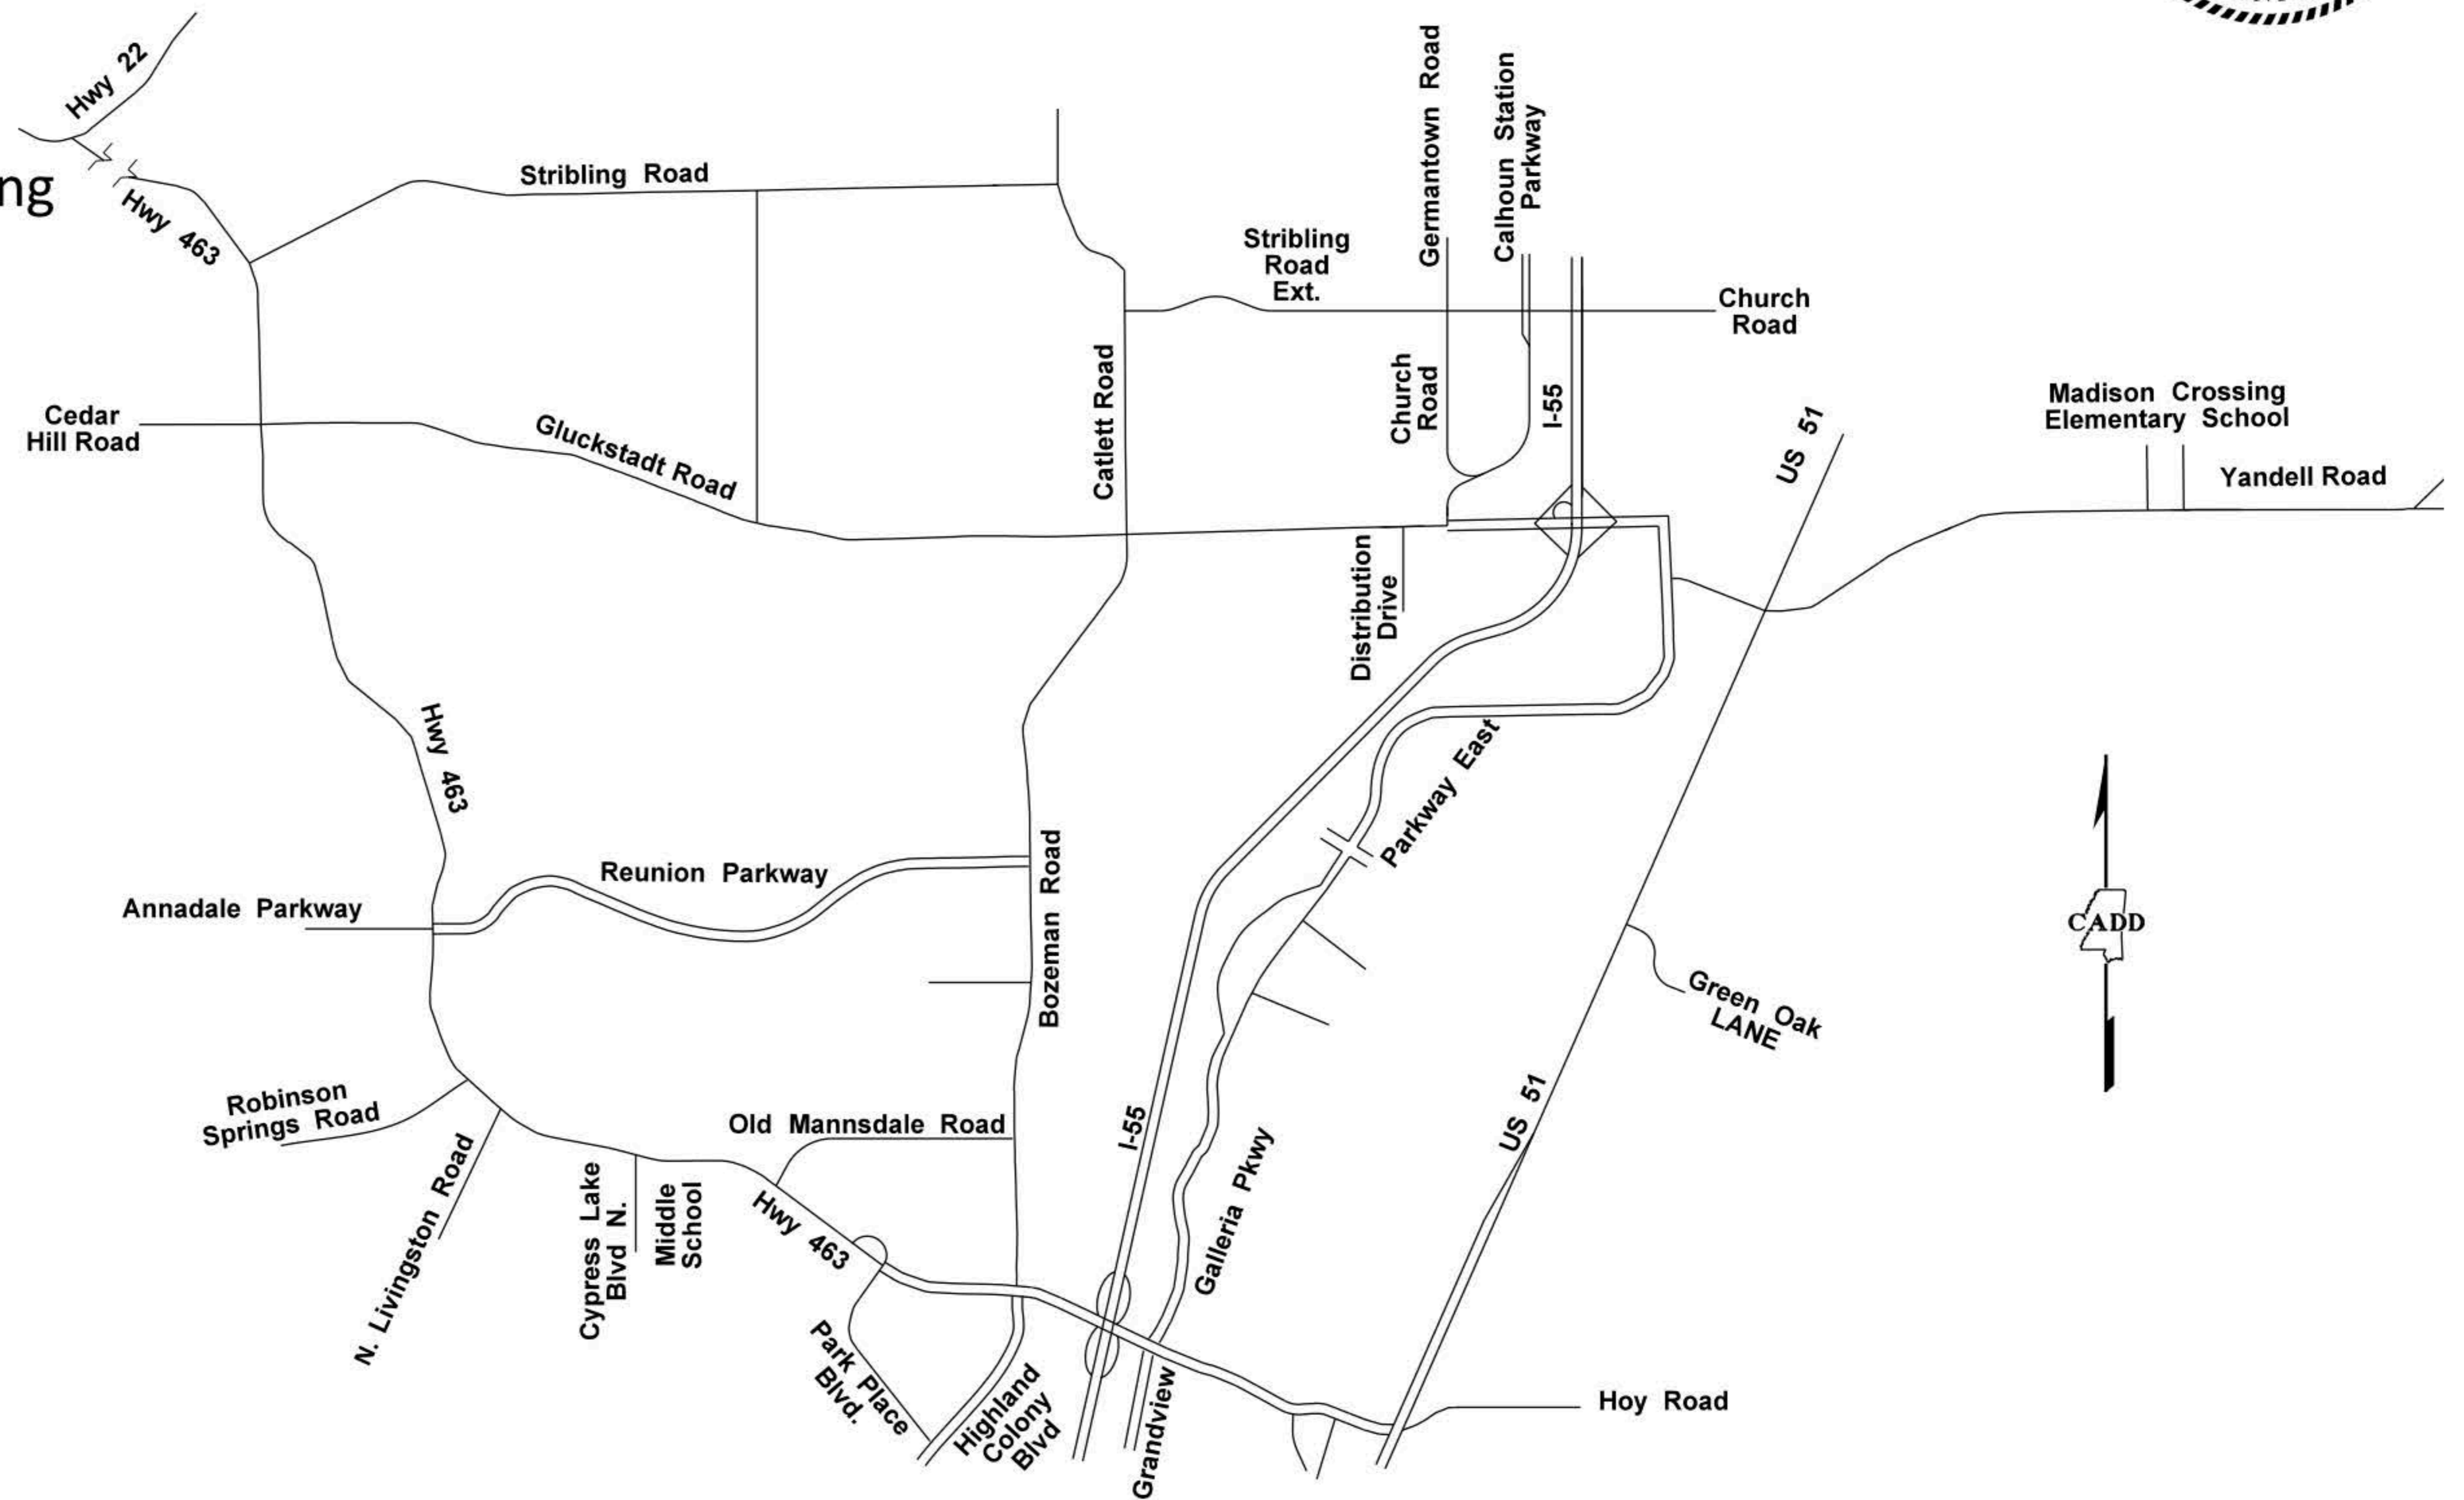 Hwy 22
ng
Hwy 463
Stribling Road
Stribling
Road
Ext.
Germantown Road
Calhoun Station
Parkway
Church
Road
Cedar
Hill Road
Gluckstadt Road
Catlett Road
Church
Road
I-55
US 51
Madison Crossing
Elementary School
Yandell Road
Distribution
Drive
Hwy 463
Parkway East
Reunion Parkway
Annadale Parkway
Bozeman Road
CADD
Green Oak
LANE
Robinson
Springs Road
N. Livingston Road
Old Mannsdale Road
I-55
US 51
Cypress Lake
Blvd N.
Middle
School
Hwy 463
Galleria Pkwy
Park Place
Blvd.
Highland
Colony
Blvd
Grandview
Hoy Road